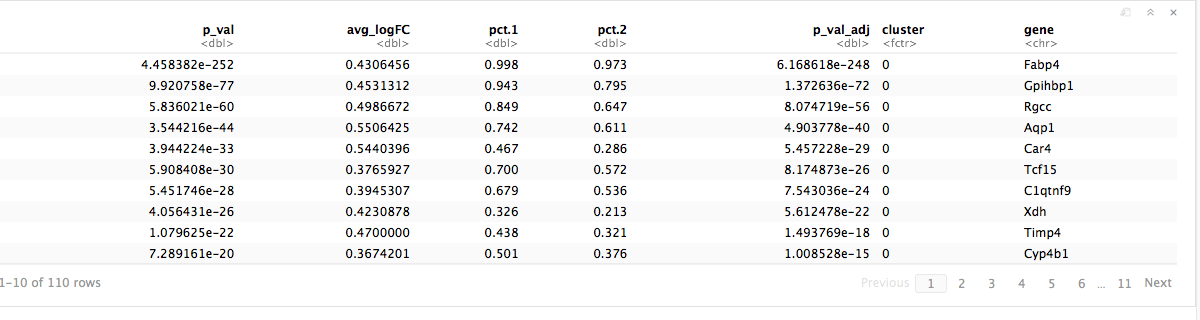 p_val avg_logFC pct.1 pct.2 p_val_adj cluster gene
<dbl> <dbl> <dbl> <dbl> <dbl> <fctr> <chr>
4.458382e-252 0.4306456 0.998 0.973 6.168618e-248 0 Fabp4
9.920758e-77 0.4531312 0.943 0.795 1.372636e-72 0 Gpihbp1
5.836021e-60 0.4986672 0.849 0.647 8.074719e-56 0 Rgcc
3.544216e-44 0.5506425 0.742 0.611 4.903778e-40 0 Aqp1
3.944224e-33 0.5440396 0.467 0.286 5.457228e-29 0 Car4
5.908408e-30 0.3765927 0.700 0.572 8.174873e-26 0 Tcf15
5.451746e-28 0.3945307 0.679 0.536 7.543036e-24 0 C1qtnf9
4.056431e-26 0.4230878 0.326 0.213 5.612478e-22 0 Xdh
1.079625e-22 0.4700000 0.438 0.321 1.493769e-18 0 Timp4
7.289161e-20 0.3674201 0.501 0.376 1.008528e-15 0 Cyp4b1
1-10 of 110 rows Previous 1 2 3 4 5 6 ... 11 Next